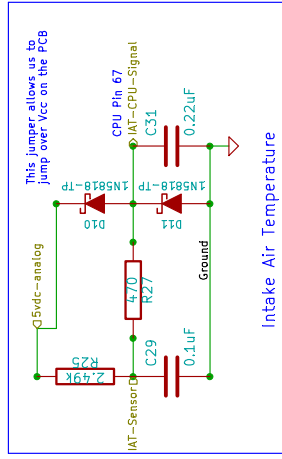 This jumper allows us to
jump over Vcc on the PCB
5vdc-analog
CPU Pin 67
IAT-CPU-Signal
C31
0.22uF
1N5818-TP
D10
1N5818-TP
D11
470
R27
Ground
R25
2.49k
IAT-Sensor
C29
0.1uF
Intake Air Temperature